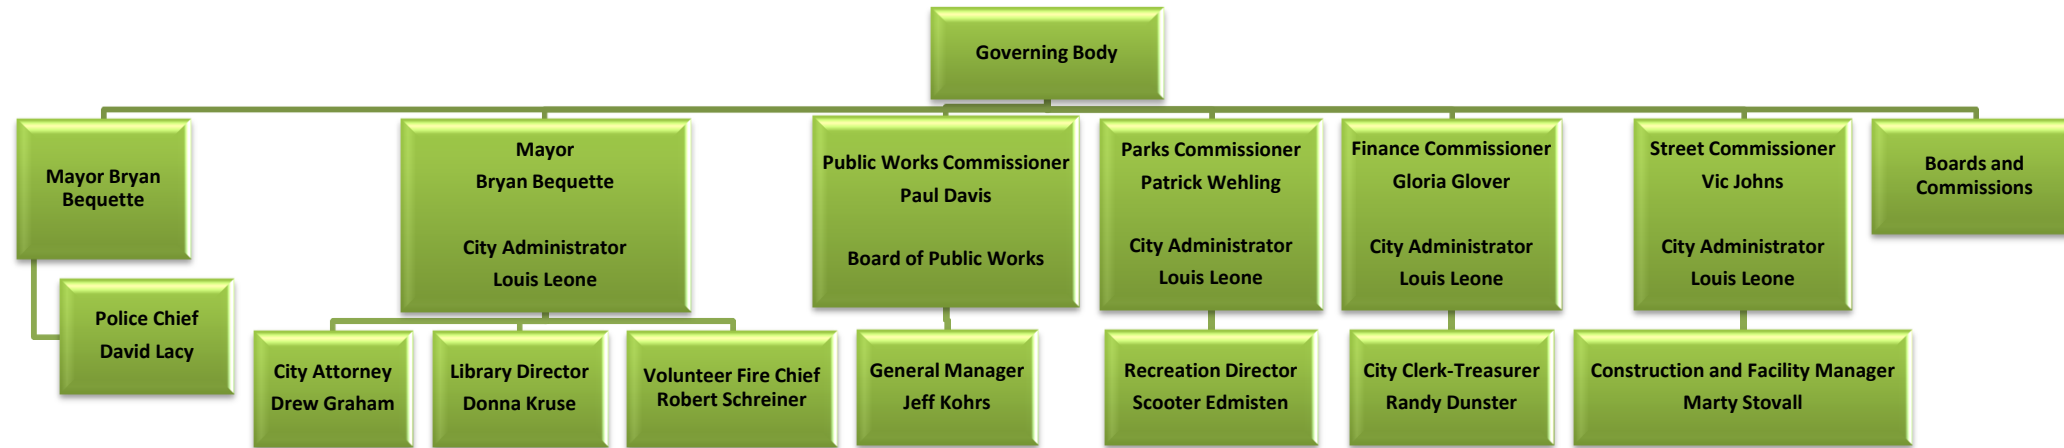 Governing Body
Mayor Bryan
Bequette
Police Chief
David Lacy
Mayor
Bryan Bequette
City Administrator
Louis Leone
City Attorney
Drew Graham
Library Director
Donna Kruse
Volunteer Fire Chief
Robert Schreiner
Public Works Commissioner
Paul Davis
Board of Public Works
General Manager
Jeff Kohrs
Parks Commissioner
Patrick Wehling
City Administrator
Louis Leone
Recreation Director
Scooter Edmisten
Finance Commissioner
Gloria Glover
City Administrator
Louis Leone
City Clerk-Treasurer
Randy Dunster
Street Commissioner
Vic Johns
City Administrator
Louis Leone
Construction and Facility Manager
Marty Stovall
Boards and
Commissions